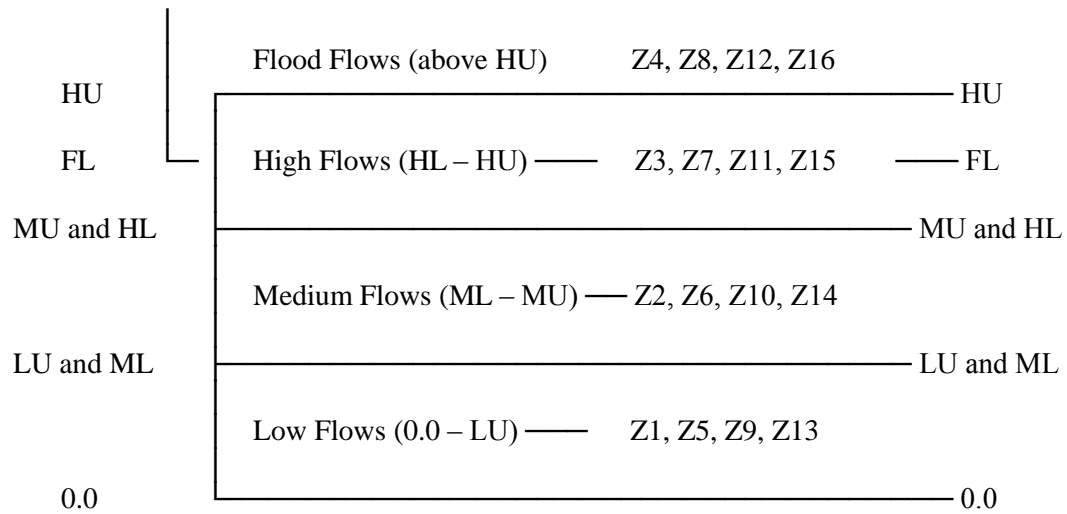 Flood Flows (above HU) Z4, Z8, Z12, Z16
HU HU
FL High Flows (HL – HU) Z3, Z7, Z11, Z15 FL
MU and HL MU and HL
Medium Flows (ML – MU) Z2, Z6, Z10, Z14
LU and ML LU and ML
Low Flows (0.0 – LU) Z1, Z5, Z9, Z13
0.0 0.0